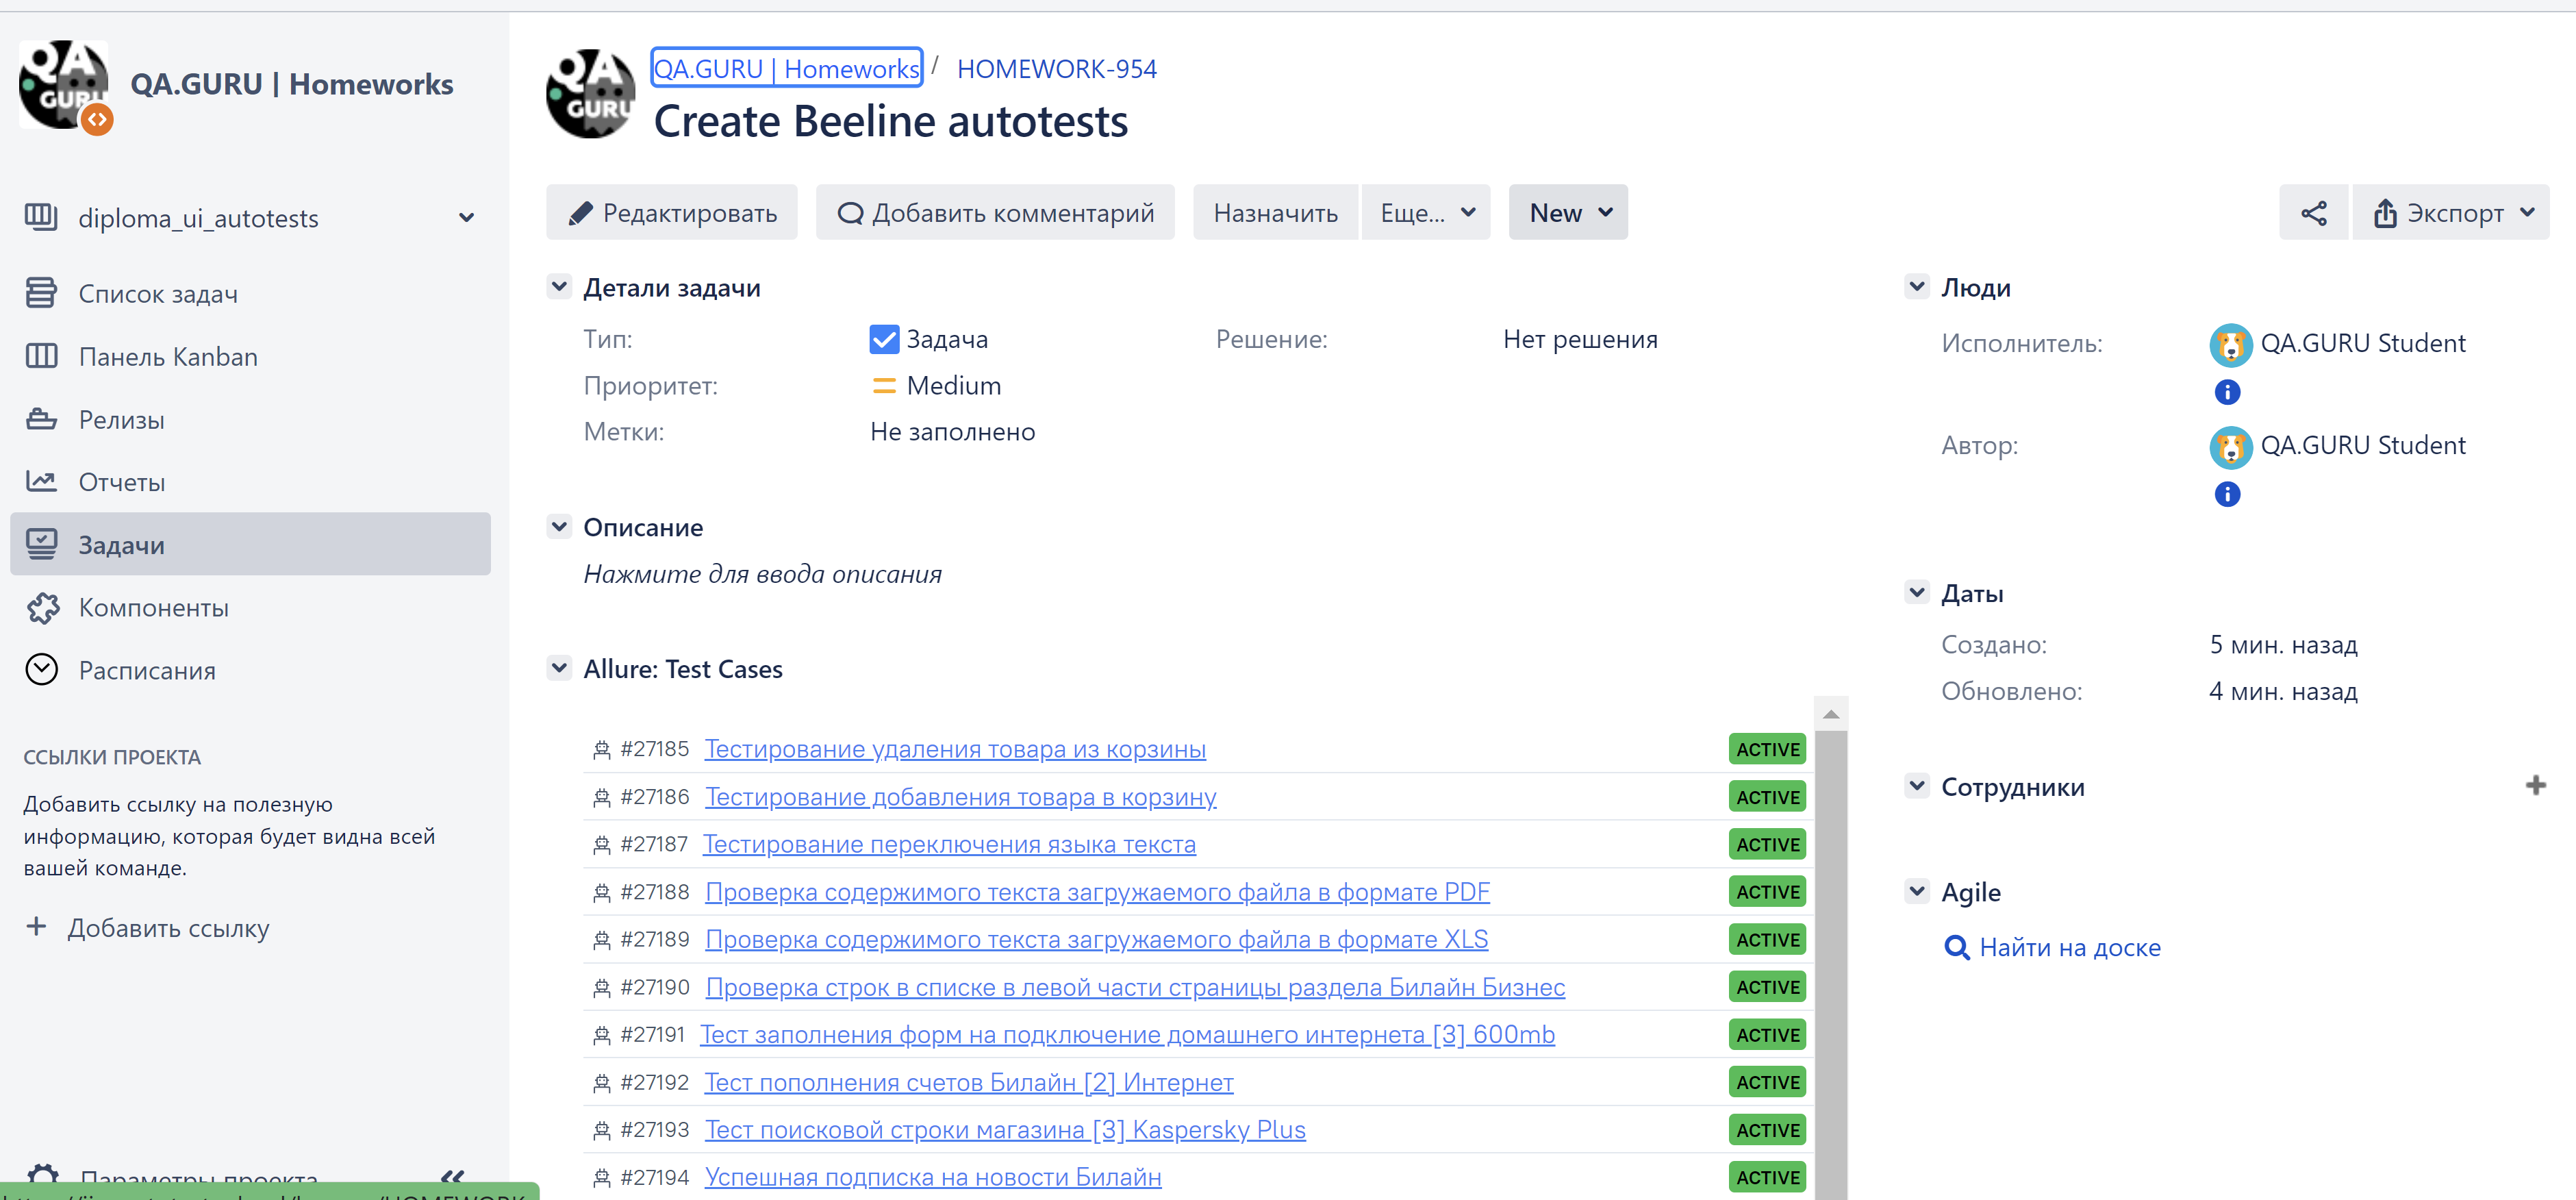 QA.GURU | Homeworks
diploma_ui_autotests
Список задач
Панель Kanban
Релизы
Отчеты
Задачи
Компоненты
Расписания
ССЫЛКИ ПРОЕКТА
Добавить ссылку на полезную
информацию, которая будет видна всей
вашей команде.
+ Добавить ссылку
Параметры проекта
QA GURU
QA.GURU | Homeworks / HOMEWORK-954
Create Beeline autotests
Редактировать Добавить комментарий Назначить Еще... New Экспорт
Детали задачи
Тип: Задача Решение: Нет решения
Приоритет: Medium
Метки: Не заполнено
Описание
Нажмите для ввода описания
Allure: Test Cases
#27185 Тестирование удаления товара из корзины ACTIVE
#27186 Тестирование добавления товара в корзину ACTIVE
#27187 Тестирование переключения языка текста ACTIVE
#27188 Проверка содержимого текста загружаемого файла в формате PDF ACTIVE
#27189 Проверка содержимого текста загружаемого файла в формате XLS ACTIVE
#27190 Проверка строк в списке в левой части страницы раздела Билайн Бизнес ACTIVE
#27191 Тест заполнения форм на подключение домашнего интернета [3] 600mb ACTIVE
#27192 Тест пополнения счетов Билайн [2] Интернет ACTIVE
#27193 Тест поисковой строки магазина [3] Kaspersky Plus ACTIVE
#27194 Успешная подписка на новости Билайн ACTIVE
Люди
Исполнитель: QA.GURU Student
Автор: QA.GURU Student
Даты
Создано: 5 мин. назад
Обновлено: 4 мин. назад
Сотрудники
Agile
Найти на доске